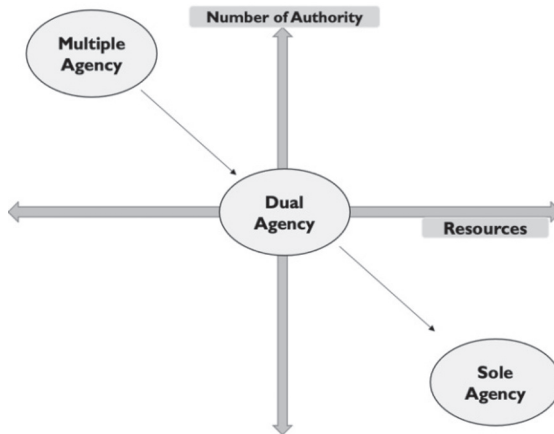 Number of Authority
Multiple
Agency
Dual
Agency
Resources
Sole
Agency